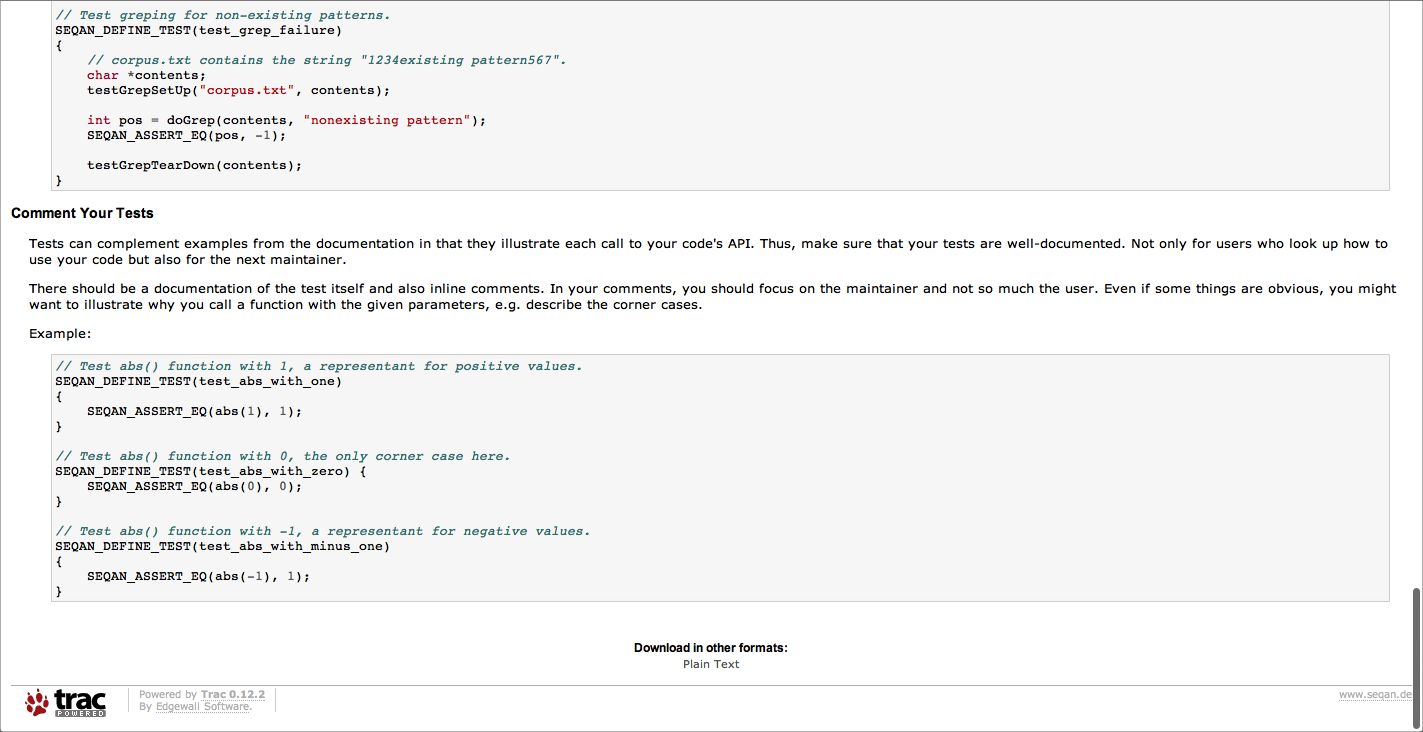 // Test greping for non-existing patterns.
SEQAN_DEFINE_TEST(test_grep_failure)
{
    // corpus.txt contains the string "1234existing pattern567".
    char *contents;
    testGrepSetUp("corpus.txt", contents);

    int pos = doGrep(contents, "nonexisting pattern");
    SEQAN_ASSERT_EQ(pos, -1);

    testGrepTearDown(contents);
}
Comment Your Tests
Tests can complement examples from the documentation in that they illustrate each call to your code's API. Thus, make sure that your tests are well-documented. Not only for users who look up how to
use your code but also for the next maintainer.
There should be a documentation of the test itself and also inline comments. In your comments, you should focus on the maintainer and not so much the user. Even if some things are obvious, you might
want to illustrate why you call a function with the given parameters, e.g. describe the corner cases.
Example:
// Test abs() function with 1, a representant for positive values.
SEQAN_DEFINE_TEST(test_abs_with_one)
{
    SEQAN_ASSERT_EQ(abs(1), 1);
}

// Test abs() function with 0, the only corner case here.
SEQAN_DEFINE_TEST(test_abs_with_zero) {
    SEQAN_ASSERT_EQ(abs(0), 0);
}

// Test abs() function with -1, a representant for negative values.
SEQAN_DEFINE_TEST(test_abs_with_minus_one)
{
    SEQAN_ASSERT_EQ(abs(-1), 1);
}
Download in other formats:
Plain Text
trac
POWERED
Powered by Trac 0.12.2
By Edgewall Software.
www.seqan.de